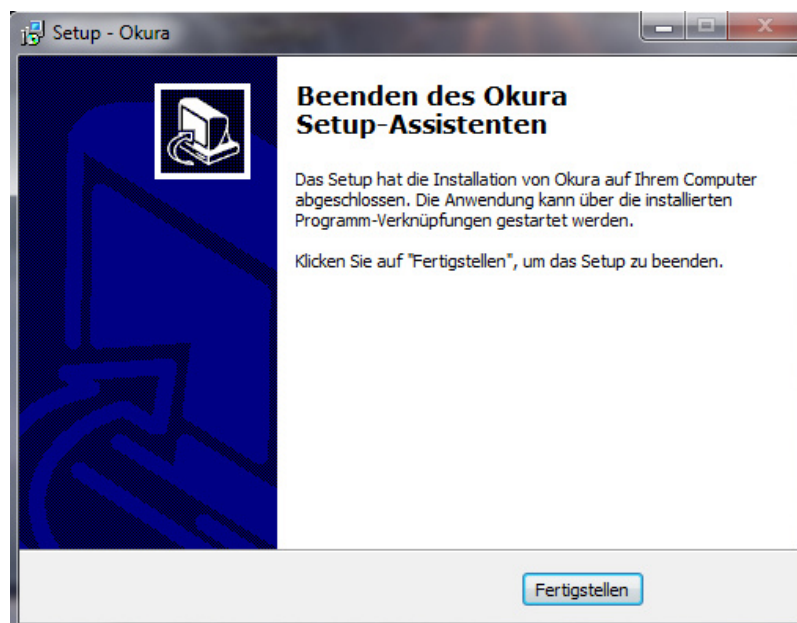 Setup - Okura
Beenden des Okura
Setup-Assistenten
Das Setup hat die Installation von Okura auf Ihrem Computer
abgeschlossen. Die Anwendung kann über die installierten
Programm-Verknüpfungen gestartet werden.
Klicken Sie auf "Fertigstellen", um das Setup zu beenden.
Fertigstellen